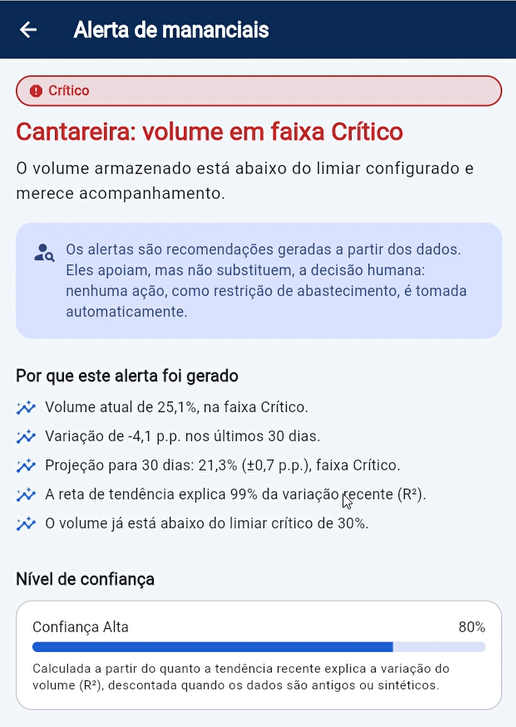 Alerta de mananciais
Crítico
Cantareira: volume em faixa Crítico
O volume armazenado está abaixo do limiar configurado e
merece acompanhamento.
Os alertas são recomendações geradas a partir dos dados.
Eles apoiam, mas não substituem, a decisão humana:
nenhuma ação, como restrição de abastecimento, é tomada
automaticamente.
Por que este alerta foi gerado
Volume atual de 25,1%, na faixa Crítico.
Variação de -4,1 p.p. nos últimos 30 dias.
Projeção para 30 dias: 21,3% (±0,7 p.p.), faixa Crítico.
A reta de tendência explica 99% da variação recente (R²).
O volume já está abaixo do limiar crítico de 30%.
Nível de confiança
Confiança Alta 80%
Calculada a partir do quanto a tendência recente explica a variação do
volume (R²), descontada quando os dados são antigos ou sintéticos.